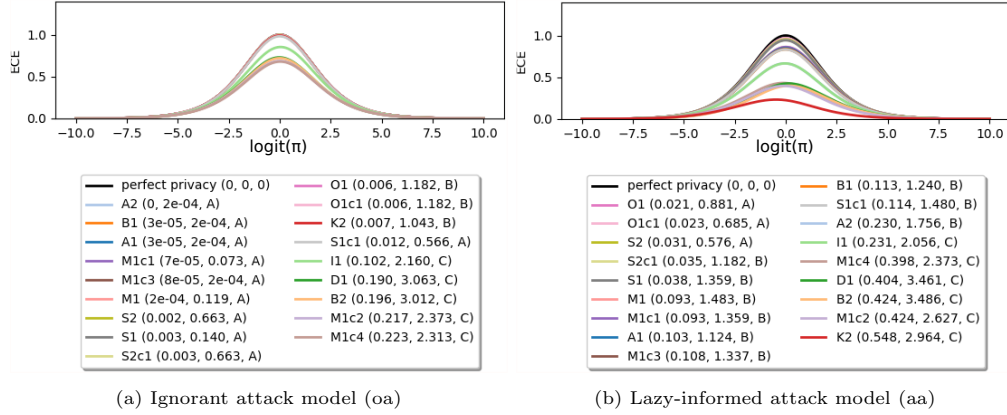 1.0
0.5
0.0
ECE
−10.0 −7.5 −5.0 −2.5 0.0 2.5 5.0 7.5 10.0
logit(π)
perfect privacy (0, 0, 0)
A2 (0, 2e-04, A)
B1 (3e-05, 2e-04, A)
A1 (3e-05, 2e-04, A)
M1c1 (7e-05, 0.073, A)
M1c3 (8e-05, 2e-04, A)
M1 (2e-04, 0.119, A)
S2 (0.002, 0.663, A)
S1 (0.003, 0.140, A)
S2c1 (0.003, 0.663, A)
O1 (0.006, 1.182, B)
O1c1 (0.006, 1.182, B)
K2 (0.007, 1.043, B)
S1c1 (0.012, 0.566, A)
I1 (0.102, 2.160, C)
D1 (0.190, 3.063, C)
B2 (0.196, 3.012, C)
M1c2 (0.217, 2.373, C)
M1c4 (0.223, 2.313, C)
(a) Ignorant attack model (oa)
1.0
0.5
0.0
ECE
−10.0 −7.5 −5.0 −2.5 0.0 2.5 5.0 7.5 10.0
logit(π)
perfect privacy (0, 0, 0)
O1 (0.021, 0.881, A)
O1c1 (0.023, 0.685, A)
S2 (0.031, 0.576, A)
S2c1 (0.035, 1.182, B)
S1 (0.038, 1.359, B)
M1 (0.093, 1.483, B)
M1c1 (0.093, 1.359, B)
A1 (0.103, 1.124, B)
M1c3 (0.108, 1.337, B)
B1 (0.113, 1.240, B)
S1c1 (0.114, 1.480, B)
A2 (0.230, 1.756, B)
I1 (0.231, 2.056, C)
M1c4 (0.398, 2.373, C)
D1 (0.404, 3.461, C)
B2 (0.424, 3.486, C)
M1c2 (0.424, 2.627, C)
K2 (0.548, 2.964, C)
(b) Lazy-informed attack model (aa)